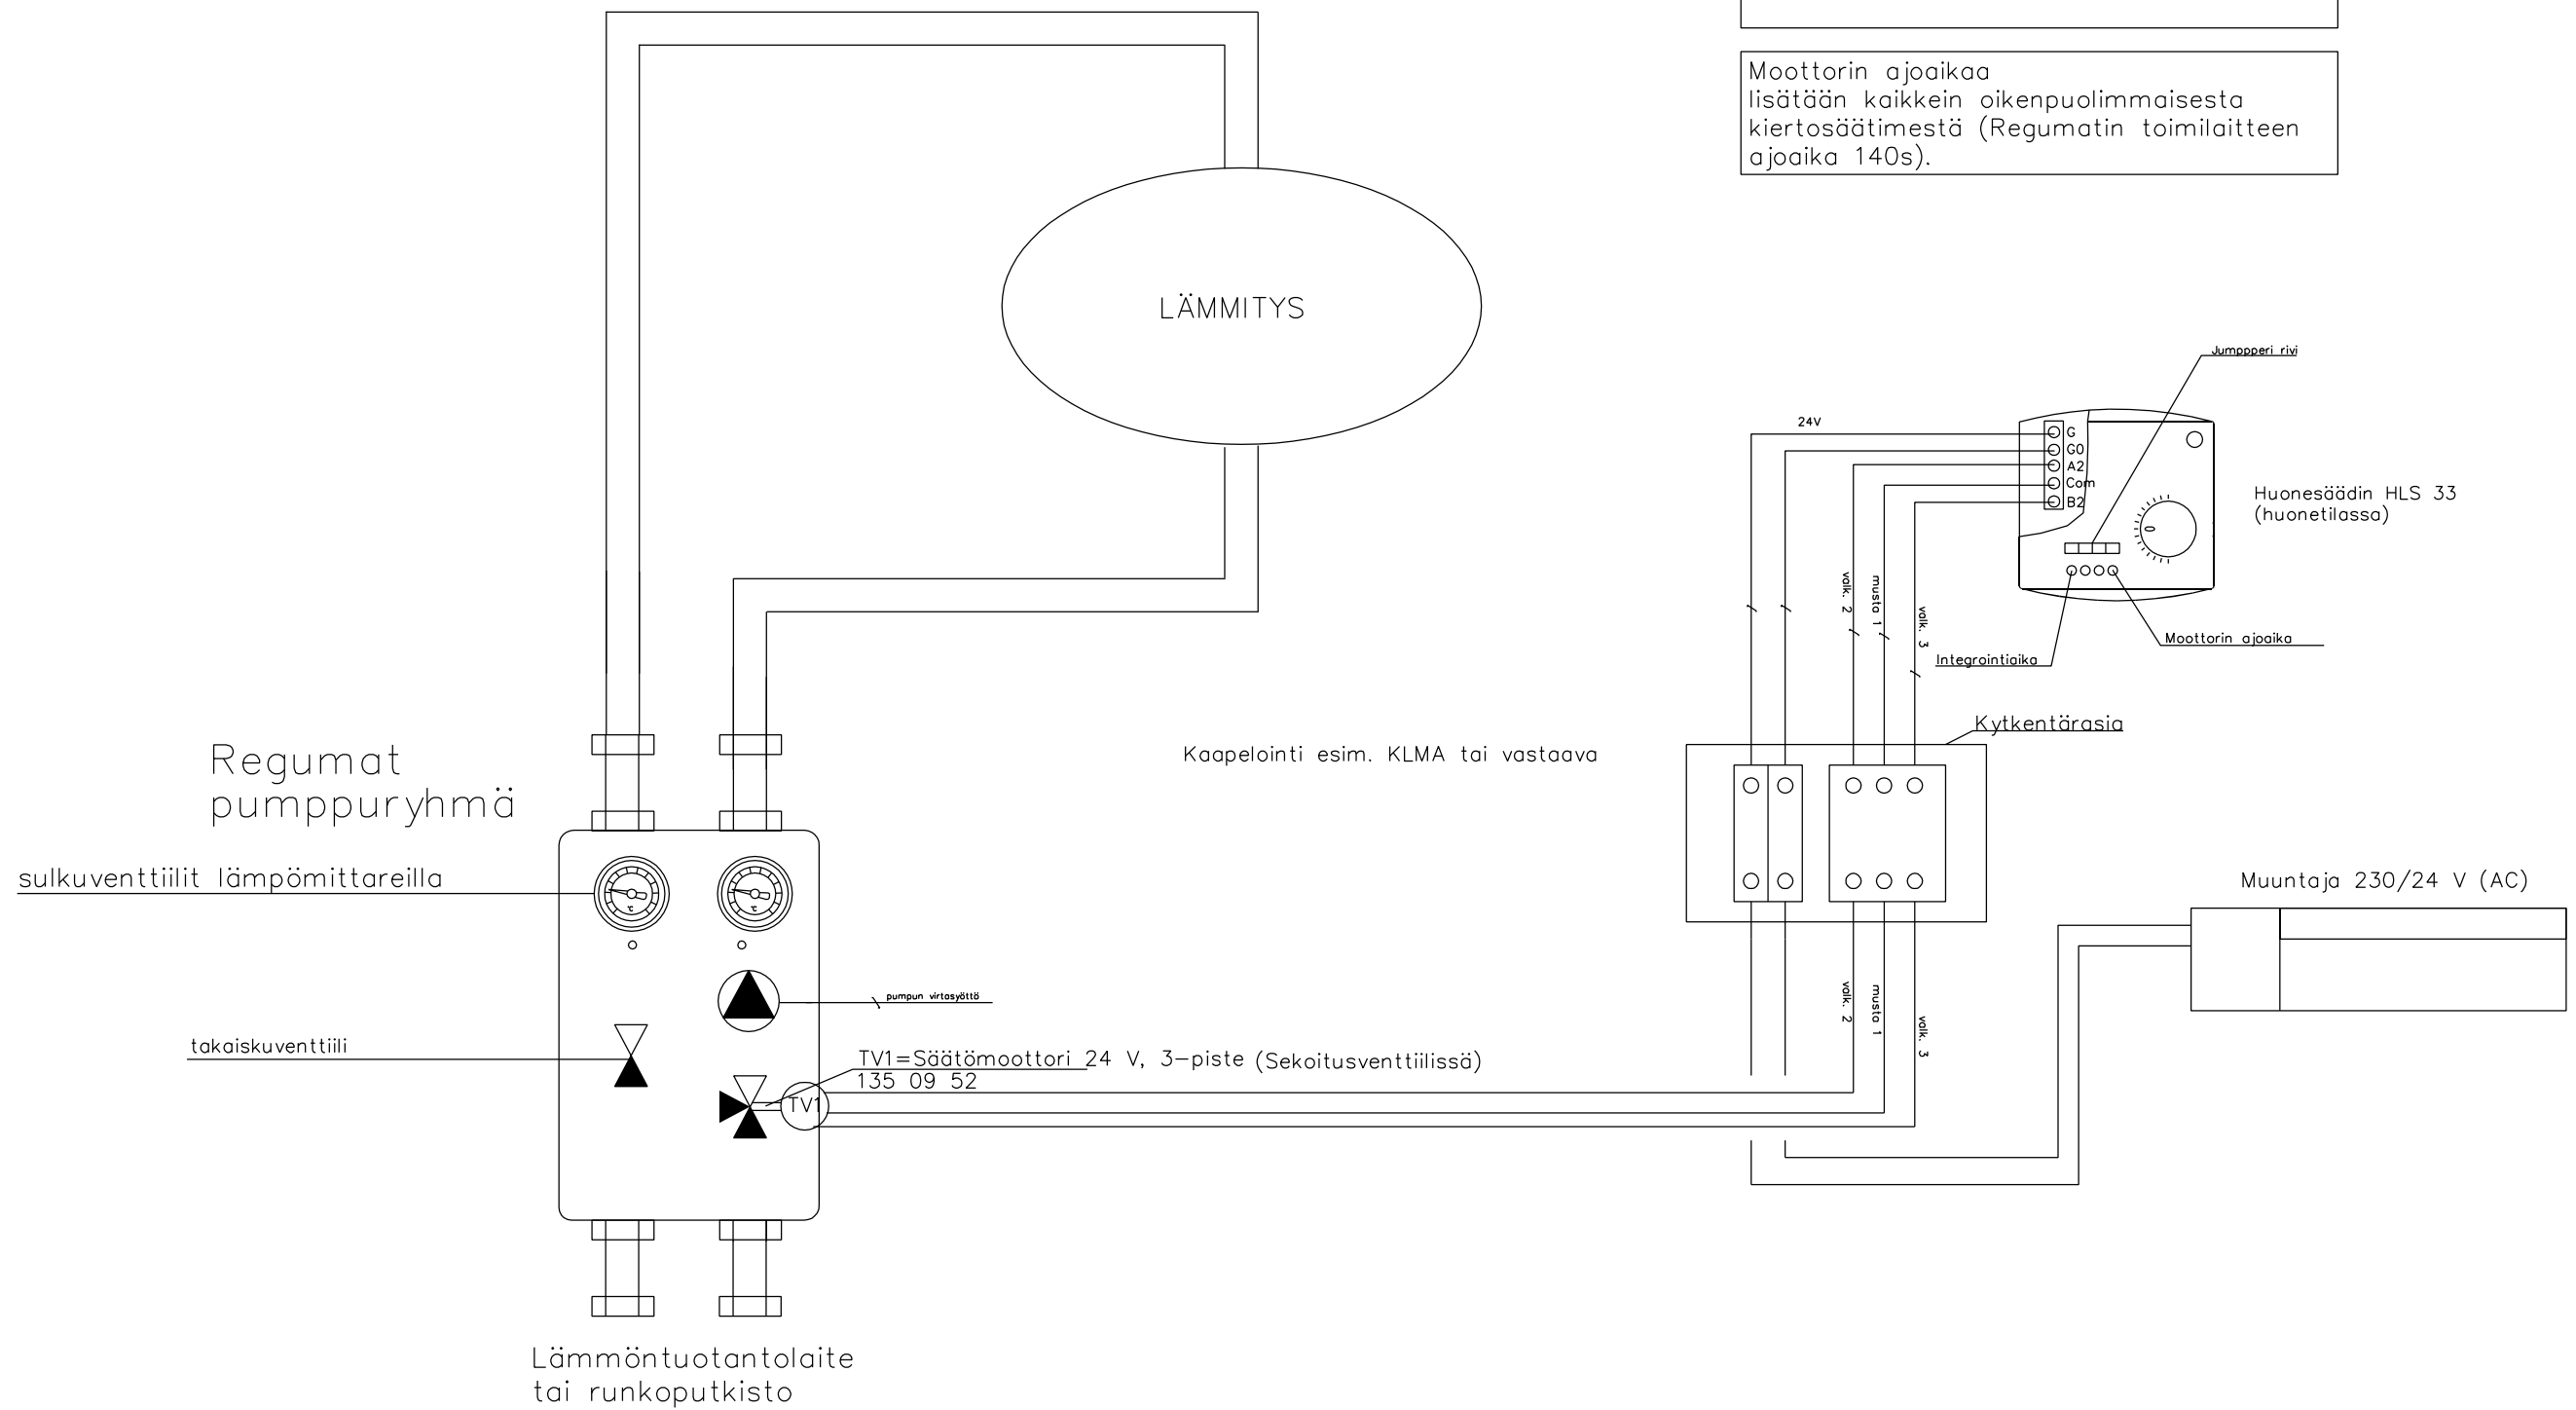 Moottorin ajoaikaa
lisätään kaikkein oikenpuolimmaisesta
kiertosäätimestä (Regumatin toimilaitteen
ajoaika 140s).
LÄMMITYS
Jumppperi rivi
24V
G
G0
A2
Com
B2
0
Huonesäädin HLS 33
(huonetilassa)
valk. 2
musta 1
valk. 3
Moottorin ajoaika
Integrointiaika
Kytkentärasia
Kaapelointi esim. KLMA tai vastaava
Regumat
pumppuryhmä
sulkuventtiilit lämpömittareilla
°C
°C
Muuntaja 230/24 V (AC)
pumpun virtasyöttö
valk. 2
musta 1
valk. 3
takaiskuventtiili
TV1=Säätömoottori 24 V, 3-piste (Sekoitusventtiilissä)
135 09 52
TV1
Lämmöntuotantolaite
tai runkoputkisto